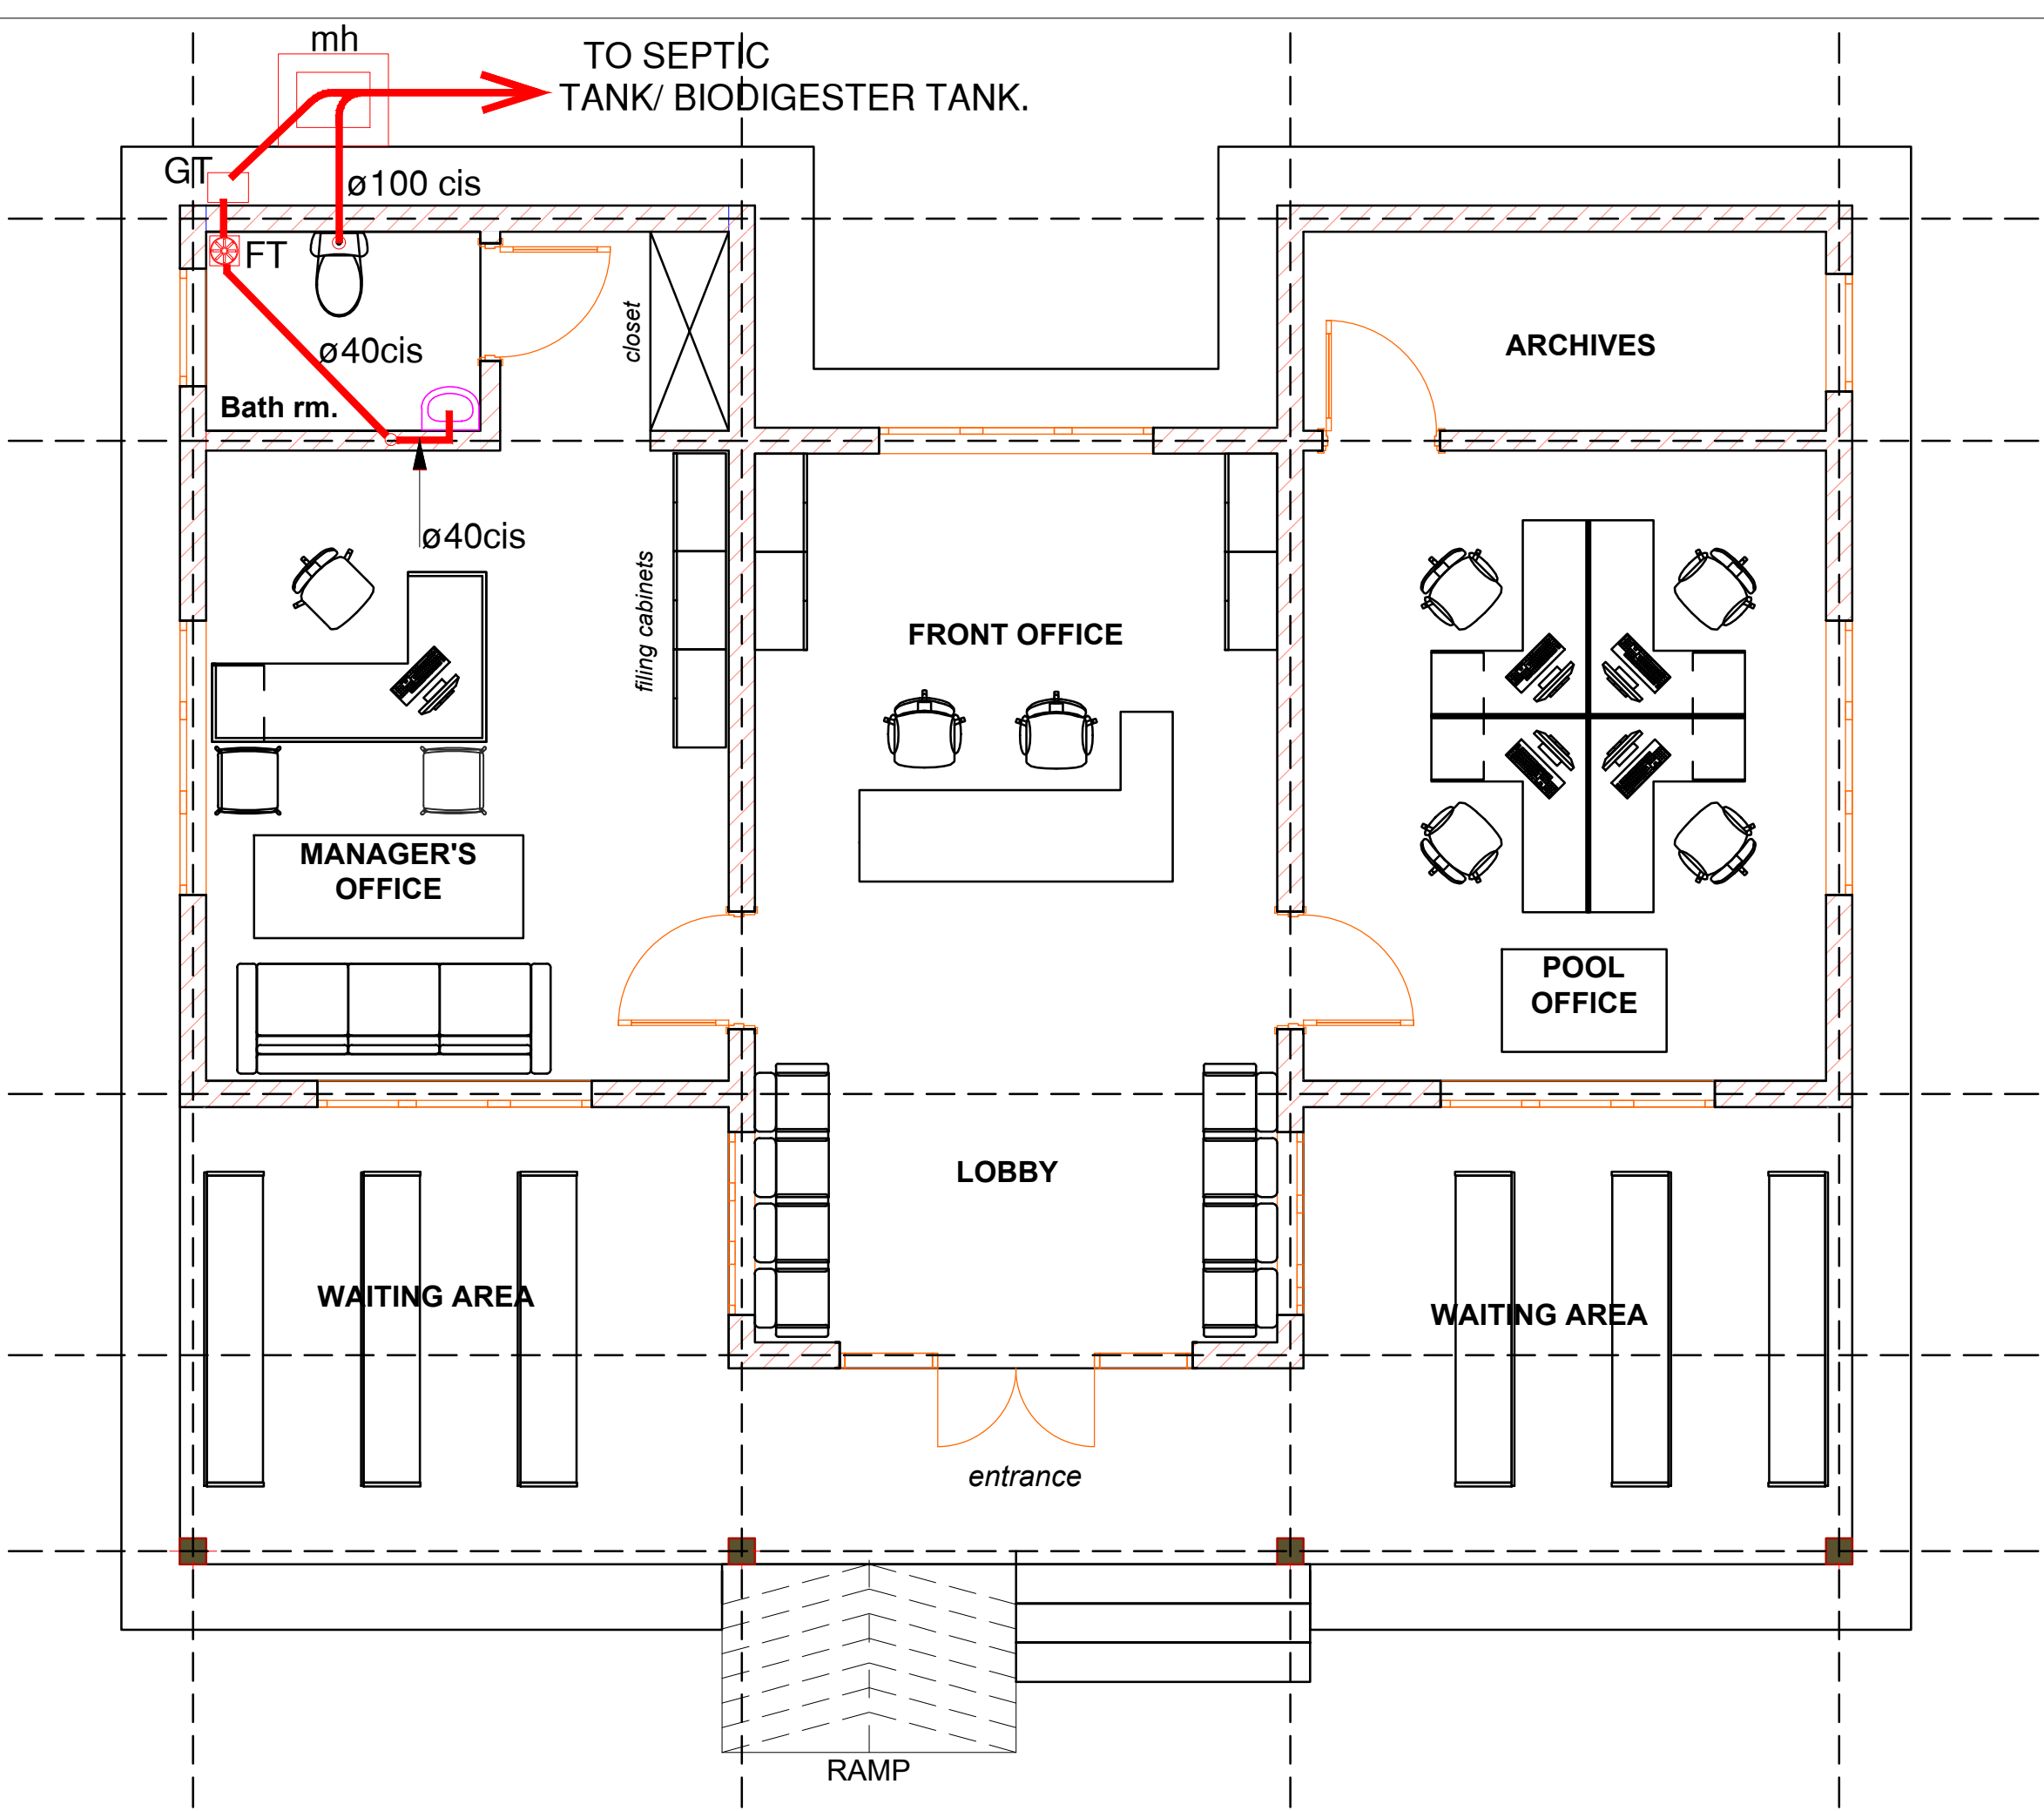 mh
TO SEPTIC
TANK/ BIODIGESTER TANK.
GT
ø100 cis
FT
closet
ø40cis
ARCHIVES
Bath rm.
ø40cis
filing cabinets
FRONT OFFICE
MANAGER'S
OFFICE
POOL
OFFICE
LOBBY
WAITING AREA
WAITING AREA
entrance
RAMP